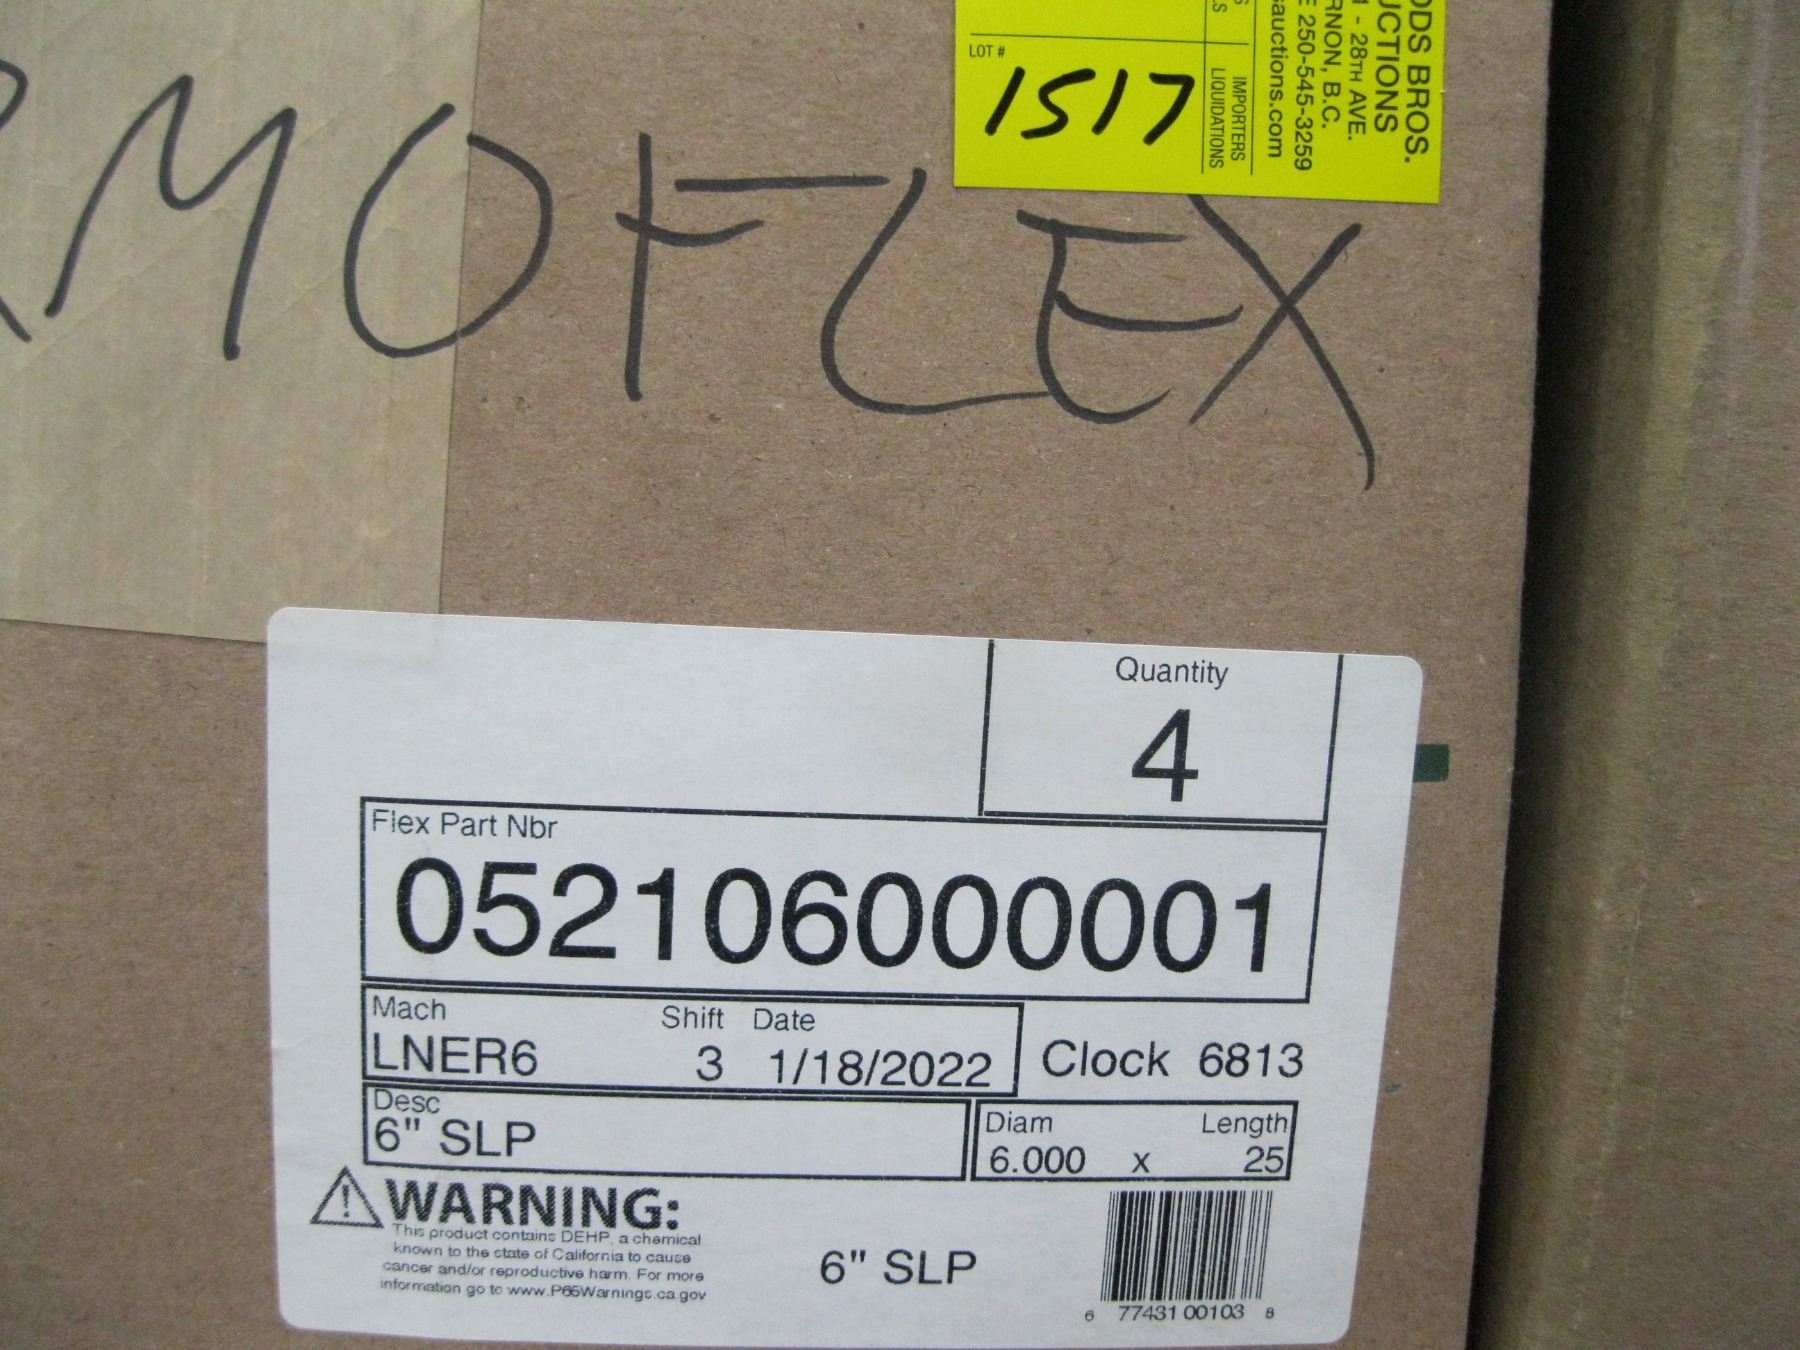 LOT #
1517
IMPORTERS
LIQUIDATIONS
ODS BROS.
UCTIONS
1 - 28TH AVE.
RNON, B.C.
E 250-545-3259
sauctions.com
RMOFLEX
Quantity
4
Flex Part Nbr
052106000001
Mach Shift Date
LNER6 3 1/18/2022
Clock 6813
Desc
6" SLP
Diam Length
6.000 x 25
WARNING:
This product contains DEHP, a chemical
known to the state of California to cause
cancer and/or reproductive harm. For more
information go to www.P65Warnings.ca.gov
6" SLP
6 77431 00103 8